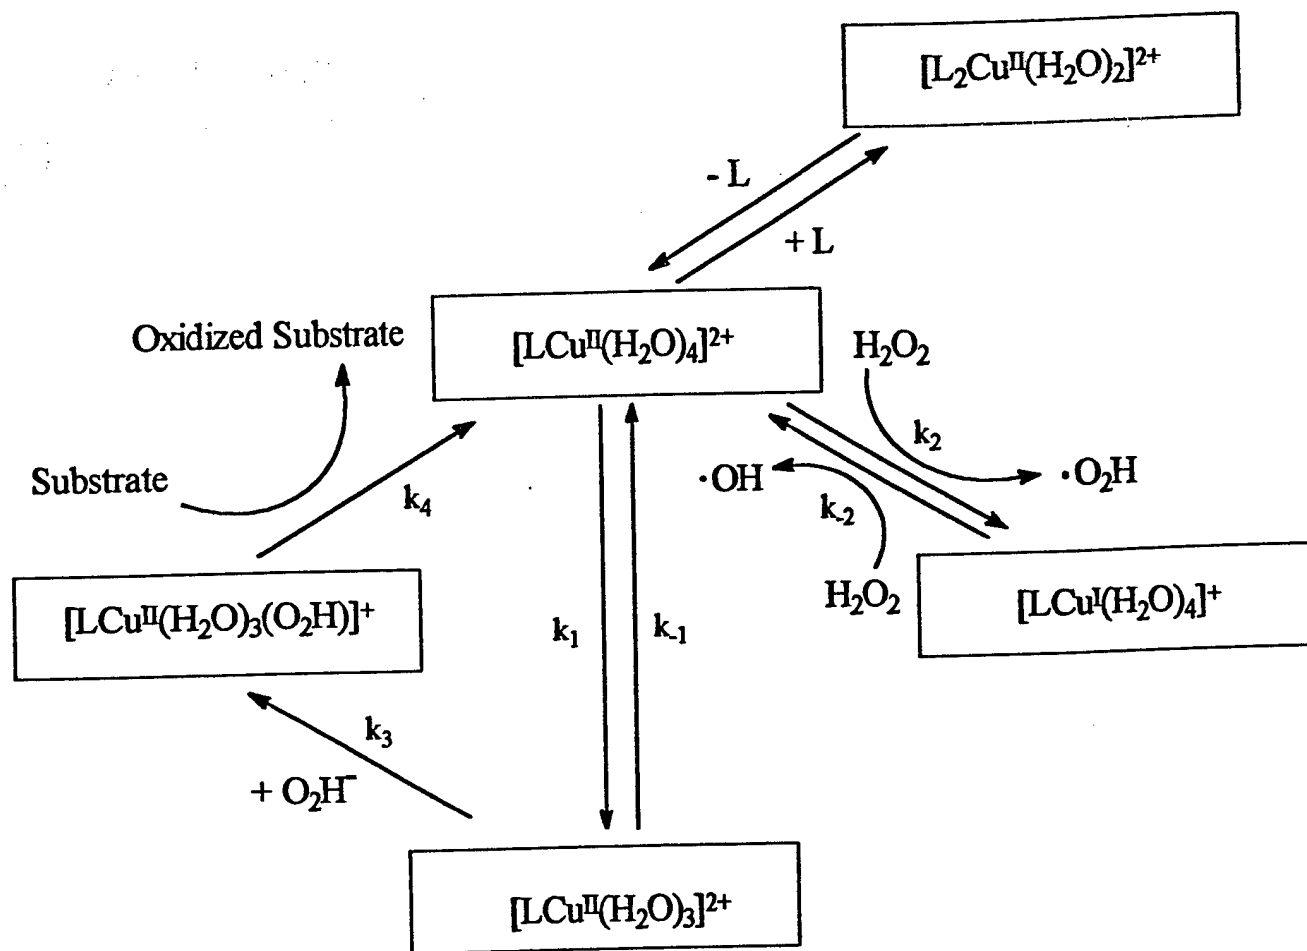 [L₂Cuᴵᴵ(H₂O)₂]²⁺
- L
+ L
Oxidized Substrate
[LCuᴵᴵ(H₂O)₄]²⁺
H₂O₂
k₂
Substrate
·OH
·O₂H
k₄
k₋₂
[LCuᴵᴵ(H₂O)₃(O₂H)]⁺
H₂O₂
[LCuᴵ(H₂O)₄]⁺
k₁
k₋₁
k₃
+ O₂H⁻
[LCuᴵᴵ(H₂O)₃]²⁺